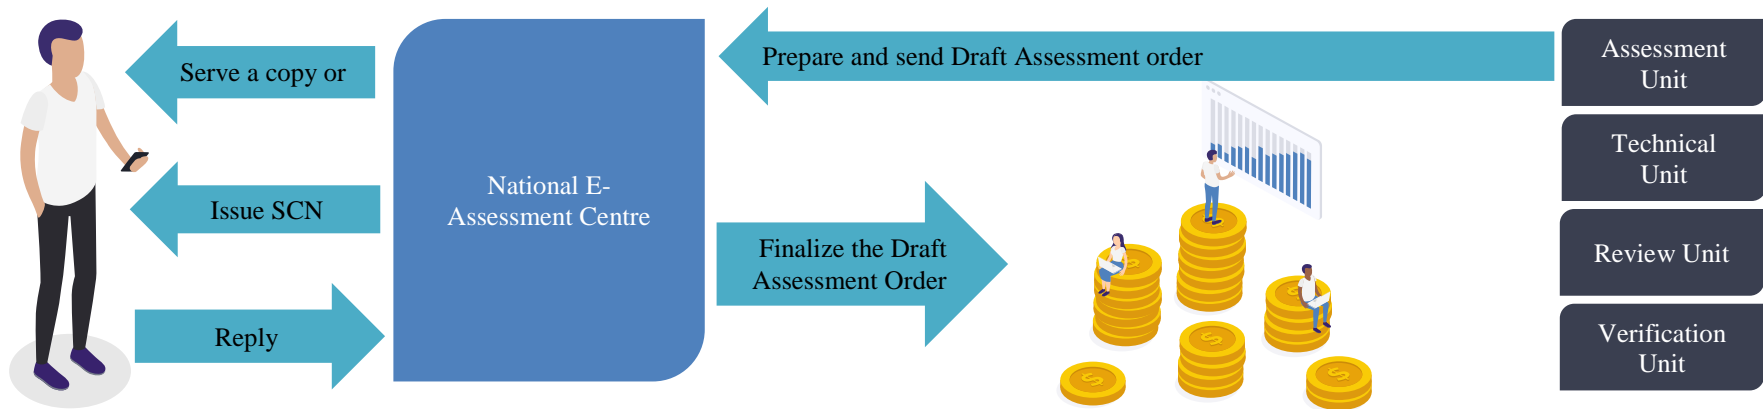 Serve a copy or
Issue SCN
Reply
National E-
Assessment Centre
Prepare and send Draft Assessment order
Finalize the Draft
Assessment Order
Assessment
Unit
Technical
Unit
Review Unit
Verification
Unit